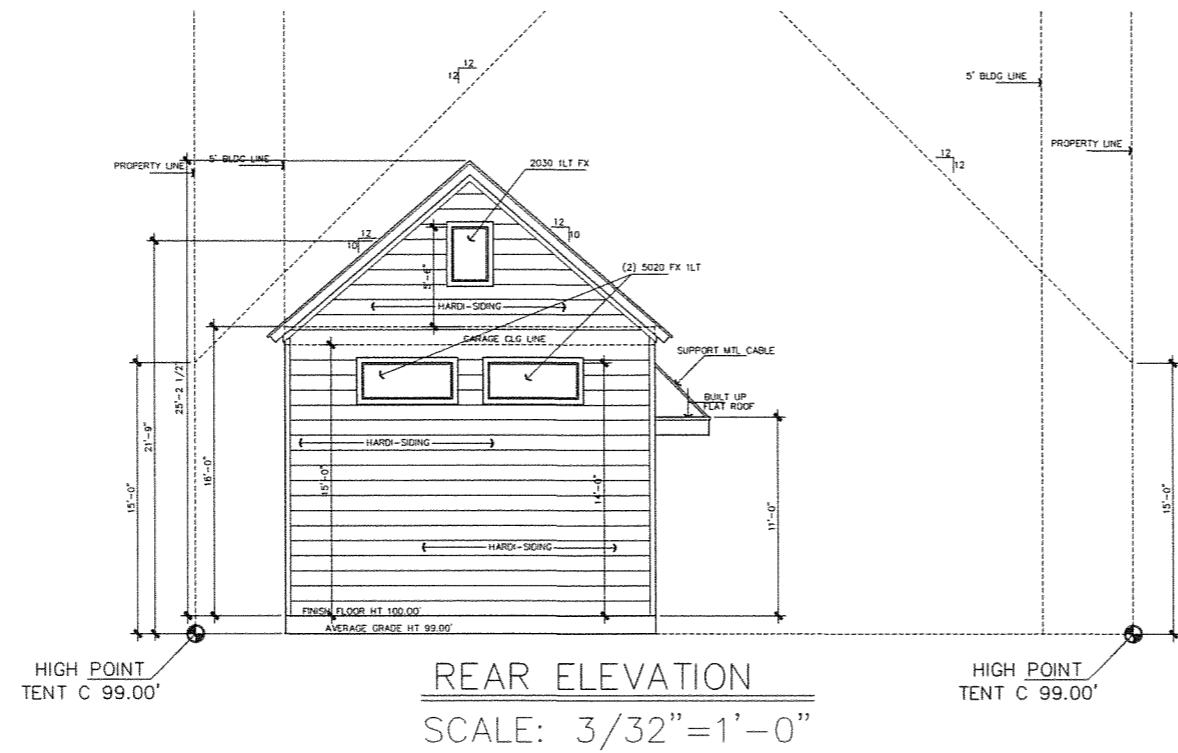 12
12
5' BLDG LINE
PROPERTY LINE
5' BLDG LINE
PROPERTY LINE
2030 1LT FX
12
12
12
10
12
10
(2) 5020 FX 1LT
5'-6"
HARDI-SIDING
GARAGE CLG LINE
SUPPORT MTL CABLE
BUILT UP
FLAT ROOF
25'-2 1/2"
21'-9"
16'-0"
15'-0"
HARDI-SIDING
15'-0"
14'-0"
11'-0"
15'-0"
HARDI-SIDING
FINISH FLOOR HT 100.00'
AVERAGE GRADE HT 99.00'
HIGH POINT
TENT C 99.00'
REAR ELEVATION
SCALE: 3/32"=1'-0"
HIGH POINT
TENT C 99.00'